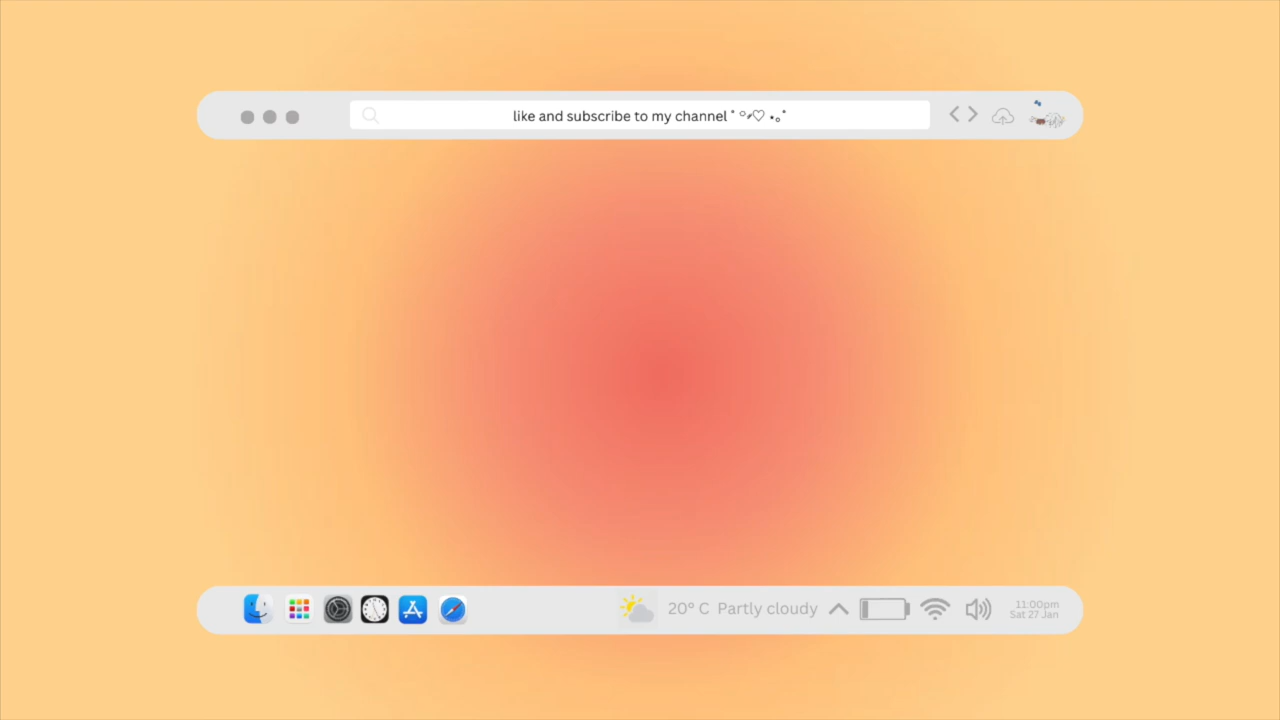 like and subscribe to my channel ˚ ༘♡ ⋆｡˚
20° C Partly cloudy
11:00pm
Sat 27 Jan